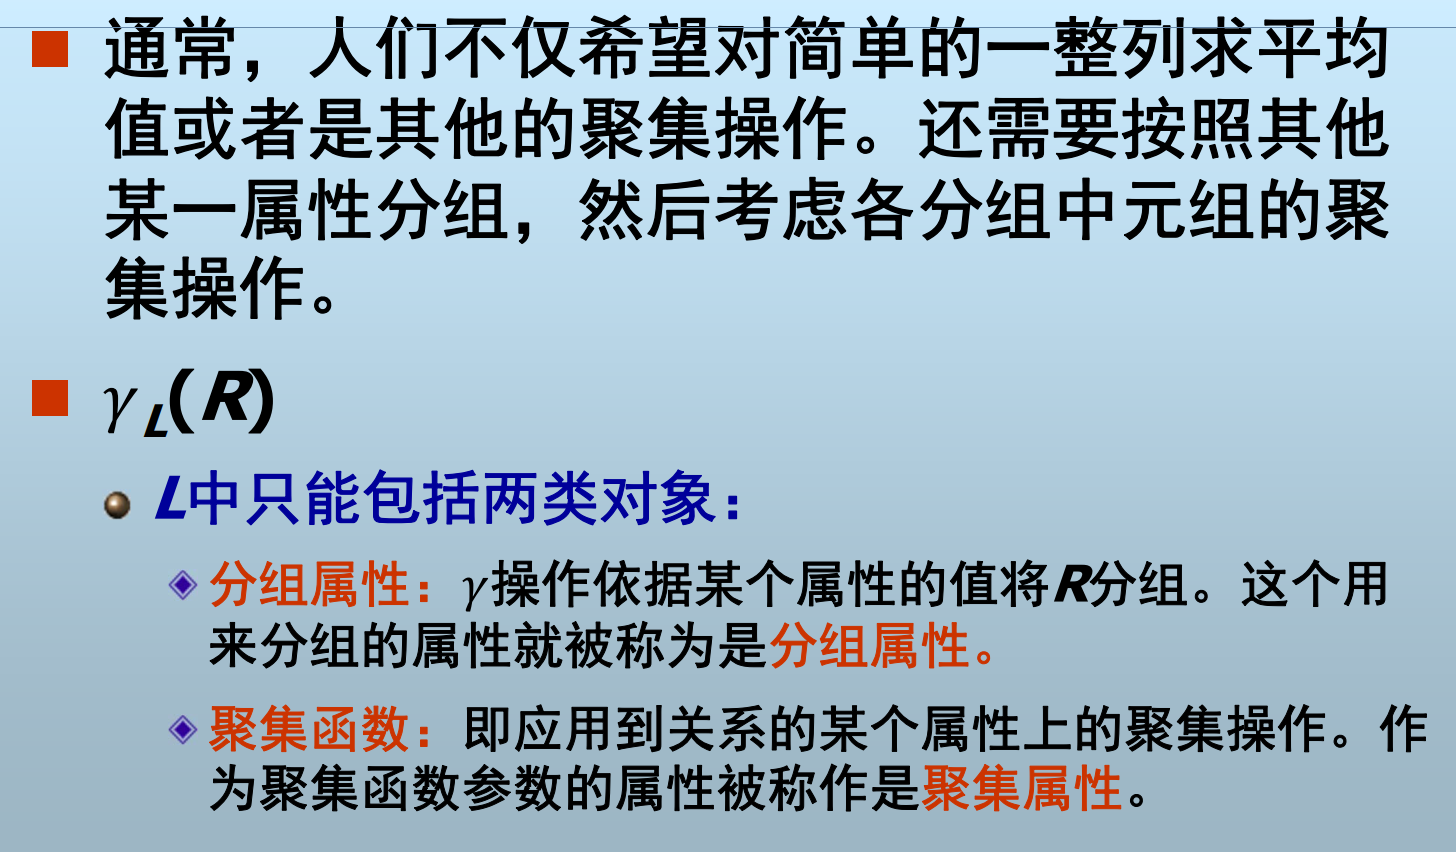 通常，人们不仅希望对简单的一整列求平均
值或者是其他的聚集操作。还需要按照其他
某一属性分组，然后考虑各分组中元组的聚
集操作。
γ L(R)
L中只能包括两类对象：
分组属性：γ操作依据某个属性的值将R分组。这个用
来分组的属性就被称为是分组属性。
聚集函数：即应用到关系的某个属性上的聚集操作。作
为聚集函数参数的属性被称作是聚集属性。